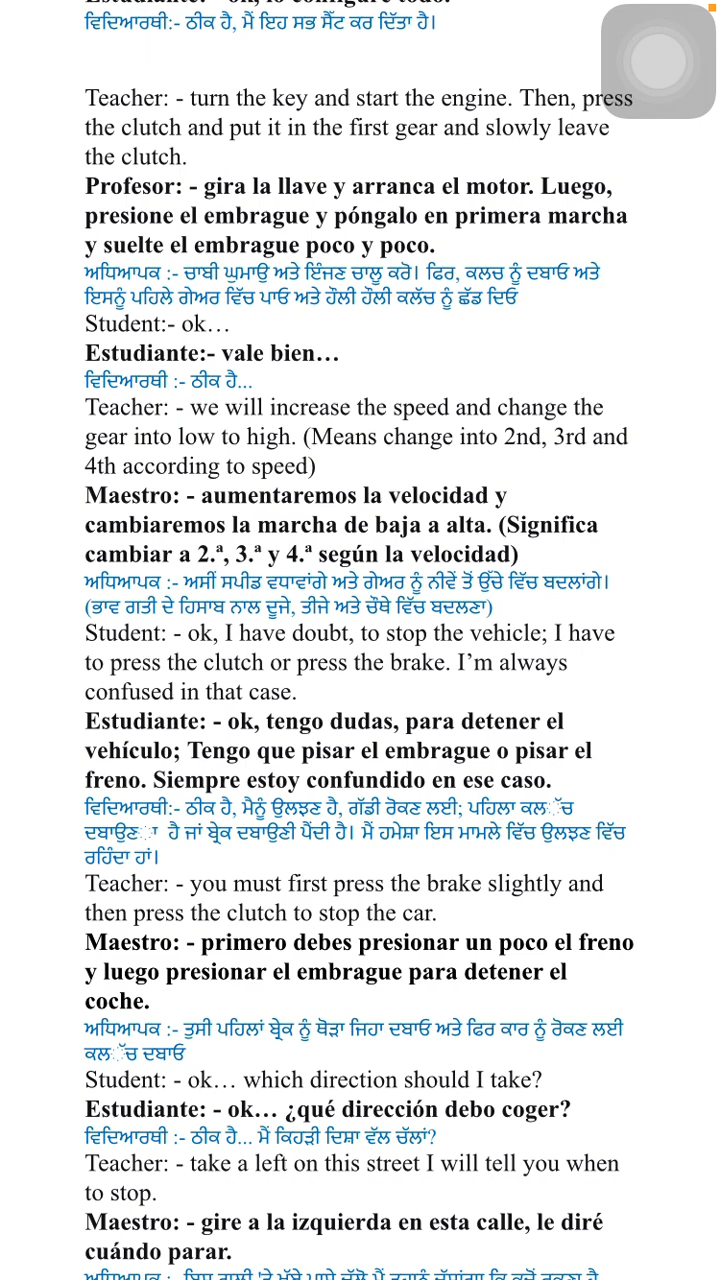 Estudiante: - ok, lo configuré todo.
ਵਿਦਿਆਰਥੀ:- ਠੀਕ ਹੈ, ਮੈਂ ਇਹ ਸਭ ਸੈੱਟ ਕਰ ਦਿੱਤਾ ਹੈ।
Teacher: - turn the key and start the engine. Then, press
the clutch and put it in the first gear and slowly leave
the clutch.
Profesor: - gira la llave y arranca el motor. Luego,
presione el embrague y póngalo en primera marcha
y suelte el embrague poco y poco.
ਅਧਿਆਪਕ :- ਚਾਬੀ ਘੁਮਾਉ ਅਤੇ ਇੰਜਣ ਚਾਲੂ ਕਰੋ। ਫਿਰ, ਕਲਚ ਨੂੰ ਦਬਾਓ ਅਤੇ
ਇਸਨੂੰ ਪਹਿਲੇ ਗੇਅਰ ਵਿੱਚ ਪਾਓ ਅਤੇ ਹੌਲੀ ਹੌਲੀ ਕਲੱਚ ਨੂੰ ਛੱਡ ਦਿਓ
Student:- ok…
Estudiante:- vale bien…
ਵਿਦਿਆਰਥੀ :- ਠੀਕ ਹੈ...
Teacher: - we will increase the speed and change the
gear into low to high. (Means change into 2nd, 3rd and
4th according to speed)
Maestro: - aumentaremos la velocidad y
cambiaremos la marcha de baja a alta. (Significa
cambiar a 2.ª, 3.ª y 4.ª según la velocidad)
ਅਧਿਆਪਕ :- ਅਸੀਂ ਸਪੀਡ ਵਧਾਵਾਂਗੇ ਅਤੇ ਗੇਅਰ ਨੂੰ ਨੀਵੇਂ ਤੋਂ ਉੱਚੇ ਵਿੱਚ ਬਦਲਾਂਗੇ।
(ਭਾਵ ਗਤੀ ਦੇ ਹਿਸਾਬ ਨਾਲ ਦੂਜੇ, ਤੀਜੇ ਅਤੇ ਚੌਥੇ ਵਿੱਚ ਬਦਲਣਾ)
Student: - ok, I have doubt, to stop the vehicle; I have
to press the clutch or press the brake. I’m always
confused in that case.
Estudiante: - ok, tengo dudas, para detener el
vehículo; Tengo que pisar el embrague o pisar el
freno. Siempre estoy confundido en ese caso.
ਵਿਦਿਆਰਥੀ:- ਠੀਕ ਹੈ, ਮੈਨੂੰ ਉਲਝਣ ਹੈ, ਗੱਡੀ ਰੋਕਣ ਲਈ; ਪਹਿਲਾ ਕਲੱਚ
ਦਬਾਉਣਾ ਹੈ ਜਾਂ ਬ੍ਰੇਕ ਦਬਾਉਣੀ ਪੈਂਦੀ ਹੈ। ਮੈਂ ਹਮੇਸ਼ਾ ਇਸ ਮਾਮਲੇ ਵਿੱਚ ਉਲਝਣ ਵਿੱਚ
ਰਹਿੰਦਾ ਹਾਂ।
Teacher: - you must first press the brake slightly and
then press the clutch to stop the car.
Maestro: - primero debes presionar un poco el freno
y luego presionar el embrague para detener el
coche.
ਅਧਿਆਪਕ :- ਤੁਸੀ ਪਹਿਲਾਂ ਬ੍ਰੇਕ ਨੂੰ ਥੋੜਾ ਜਿਹਾ ਦਬਾਓ ਅਤੇ ਫਿਰ ਕਾਰ ਨੂੰ ਰੋਕਣ ਲਈ
ਕਲੱਚ ਦਬਾਓ
Student: - ok… which direction should I take?
Estudiante: - ok… ¿qué dirección debo coger?
ਵਿਦਿਆਰਥੀ :- ਠੀਕ ਹੈ... ਮੈਂ ਕਿਹੜੀ ਦਿਸ਼ਾ ਵੱਲ ਚੱਲਾਂ?
Teacher: - take a left on this street I will tell you when
to stop.
Maestro: - gire a la izquierda en esta calle, le diré
cuándo parar.